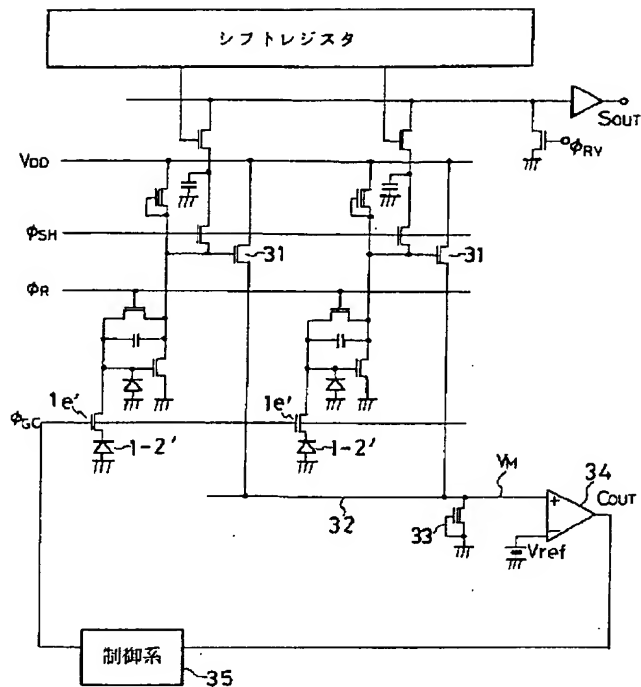 シフトレジスタ
SOUT
φRY
VDD
φSH
31
31
φR
1e'
1e'
φGC
1-2'
1-2'
VM
34
COUT
+
−
32
33
Vref
制御系
35